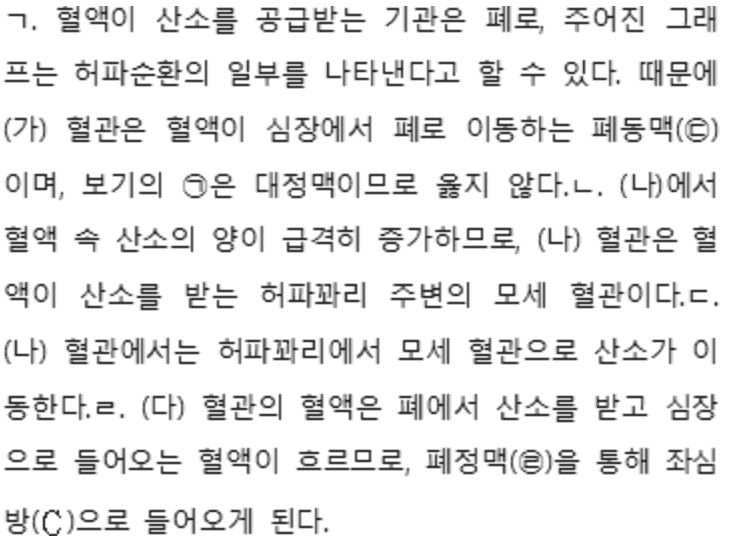 ㄱ. 혈액이 산소를 공급받는 기관은 폐로, 주어진 그래
프는 허파순환의 일부를 나타낸다고 할 수 있다. 때문에
(가) 혈관은 혈액이 심장에서 폐로 이동하는 폐동맥(㉢)
이며, 보기의 ㉠은 대정맥이므로 옳지 않다.ㄴ. (나)에서
혈액 속 산소의 양이 급격히 증가하므로, (나) 혈관은 혈
액이 산소를 받는 허파꽈리 주변의 모세 혈관이다.ㄷ.
(나) 혈관에서는 허파꽈리에서 모세 혈관으로 산소가 이
동한다.ㄹ. (다) 혈관의 혈액은 폐에서 산소를 받고 심장
으로 들어오는 혈액이 흐르므로, 폐정맥(㉣)을 통해 좌심
방(C)으로 들어오게 된다.